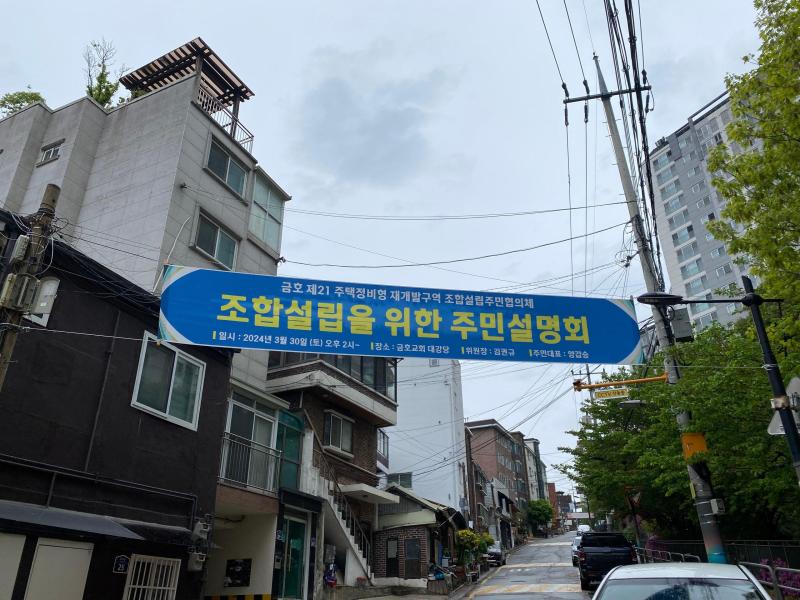 금호 제21 주택정비형 재개발구역 조합설립주민협의체
조합설립을 위한 주민설명회
일시 : 2024년 3월 30일 (토) 오후 2시~ 장소 : 금호교회 대강당 위원장 : 김권규 주민대표 : 엄갑승